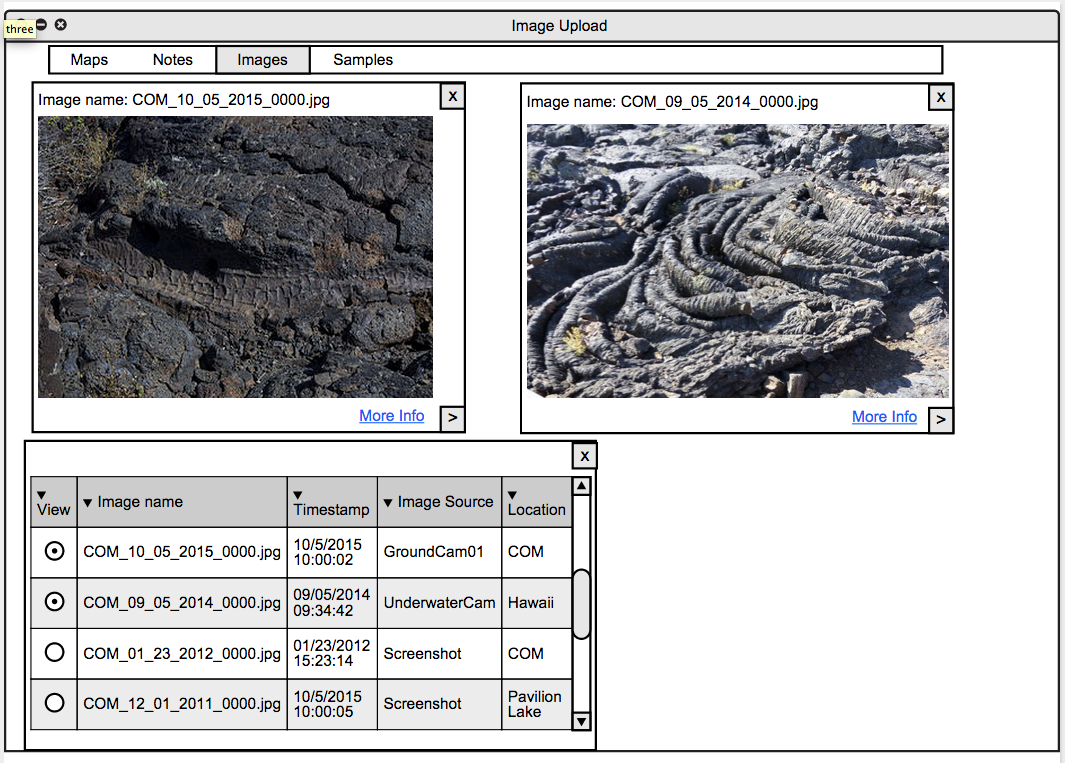 Image Upload
three
Maps Notes Images Samples
Image name: COM_10_05_2015_0000.jpg X
Image name: COM_09_05_2014_0000.jpg X
More Info >
More Info >
X
▼ View ▼ Image name ▼ Timestamp ▼ Image Source ▼ Location
COM_10_05_2015_0000.jpg 10/5/2015 10:00:02 GroundCam01 COM
COM_09_05_2014_0000.jpg 09/05/2014 09:34:42 UnderwaterCam Hawaii
COM_01_23_2012_0000.jpg 01/23/2012 15:23:14 Screenshot COM
COM_12_01_2011_0000.jpg 10/5/2015 10:00:05 Screenshot Pavilion Lake